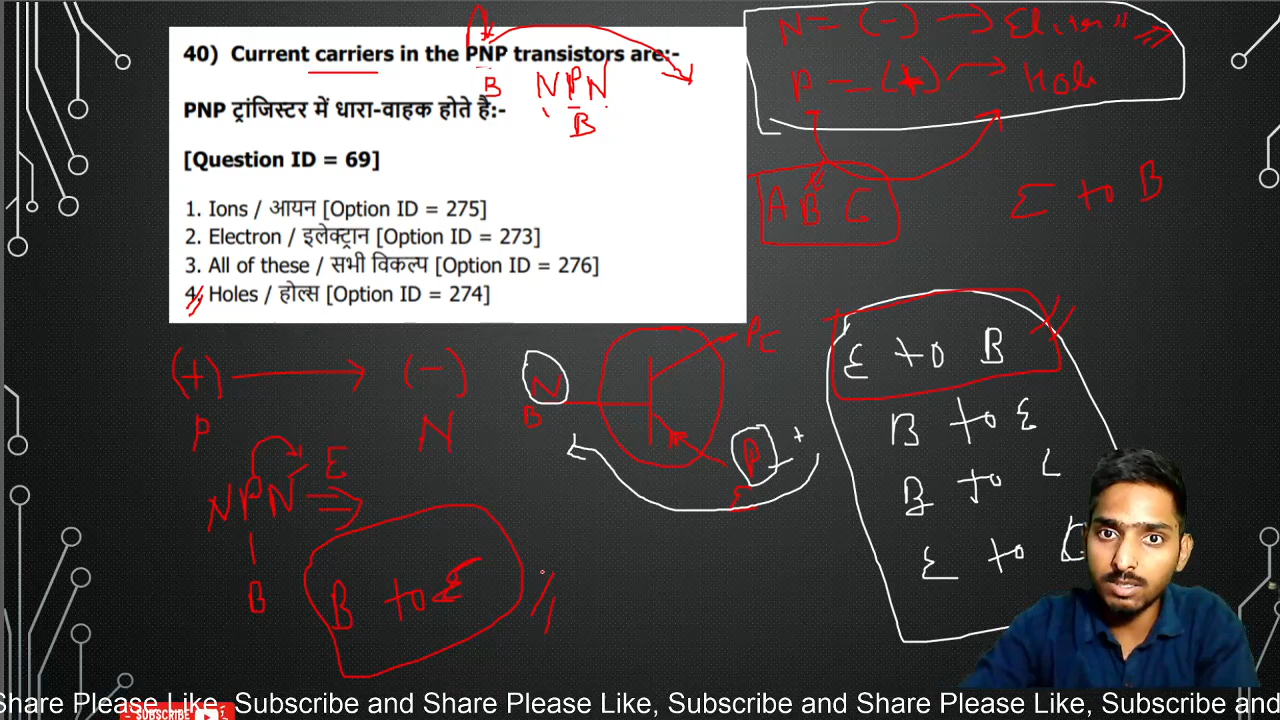 40) Current carriers in the PNP transistors are:-
B
NPN
B
PNP ट्रांजिस्टर में धारा-वाहक होते है:-
[Question ID = 69]
1. Ions / आयन [Option ID = 275]
2. Electron / इलेक्ट्रान [Option ID = 273]
3. All of these / सभी विकल्प [Option ID = 276]
4. Holes / होल्स [Option ID = 274]
N = (-) →
P = (+) → Hole
A B C
E to B
(+) → (-)
P N
N
B
P C
P +
E
E to B
B to E
B to C
E to C
NPN ⇒ E
B
B to E
Share Please Like, Subscribe and Share Please Like, Subscribe and Share Please Like, Subscribe and
SUBSCRIBE